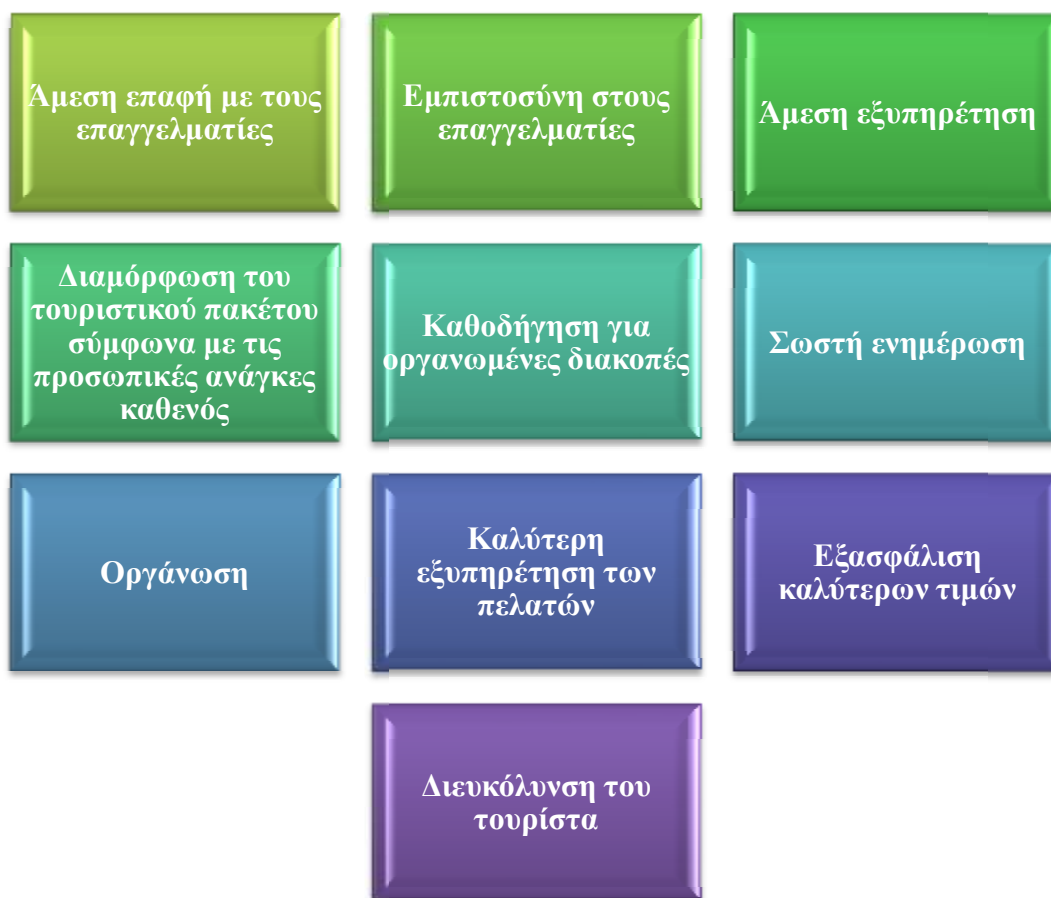 Άμεση επαφή με τους
επαγγελματίες
Εμπιστοσύνη στους
επαγγελματίες
Άμεση εξυπηρέτηση
Διαμόρφωση του
τουριστικού πακέτου
σύμφωνα με τις
προσωπικές ανάγκες
καθενός
Καθοδήγηση για
οργανωμένες διακοπές
Σωστή ενημέρωση
Οργάνωση
Καλύτερη
εξυπηρέτηση των
πελατών
Εξασφάλιση
καλύτερων τιμών
Διευκόλυνση του
τουρίστα